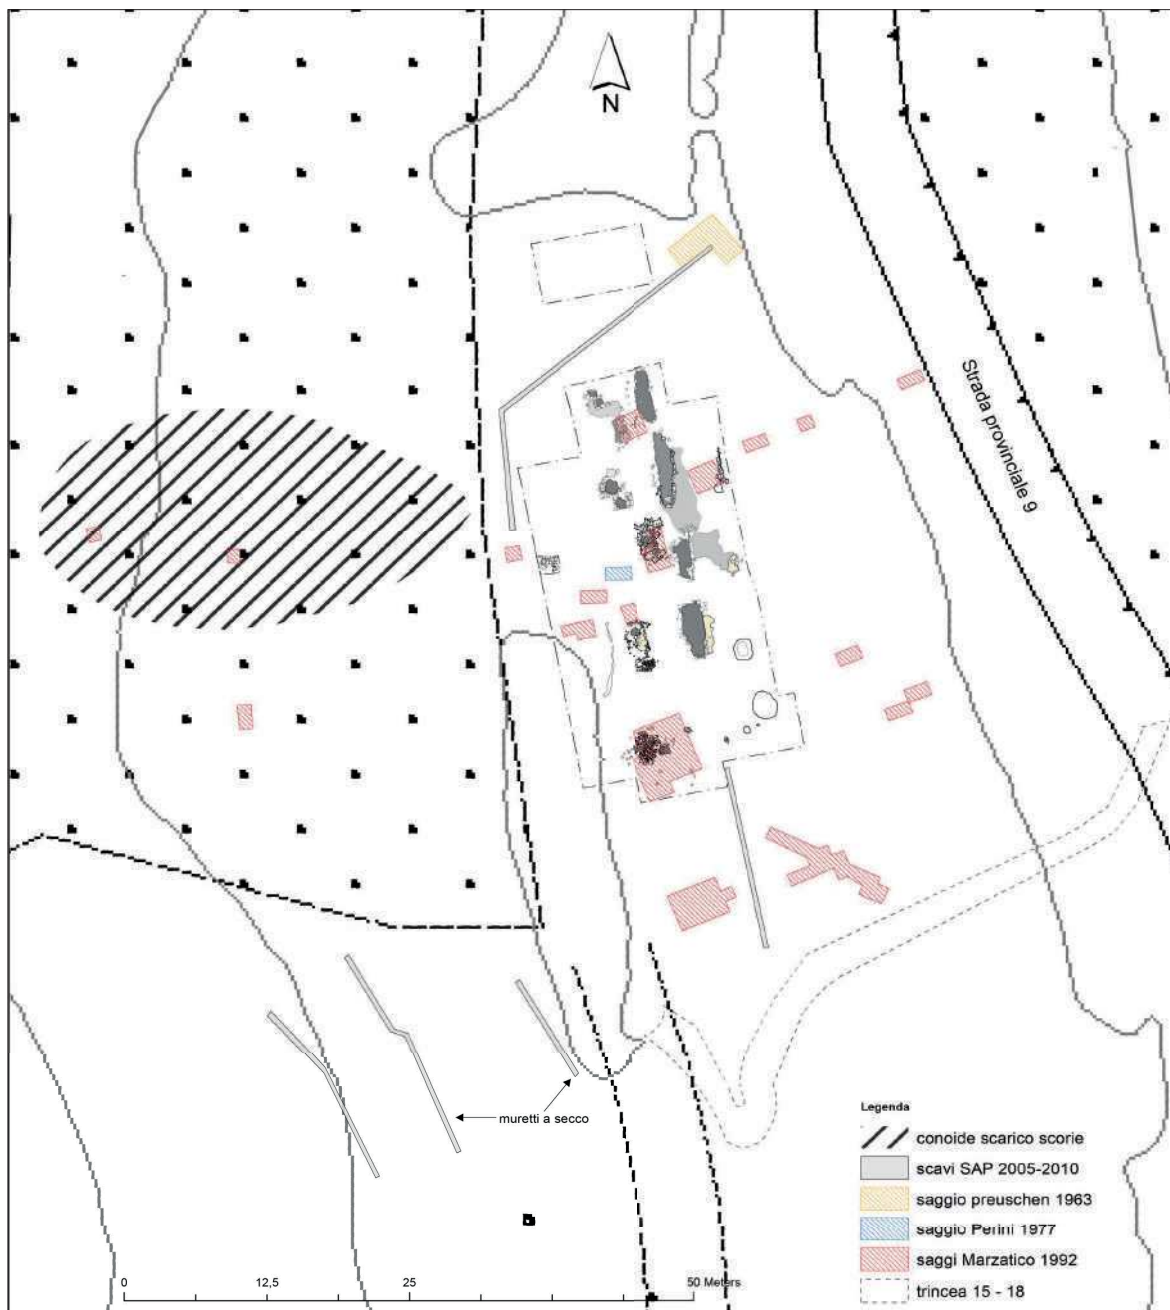 N
Strada provinciale 9
muretti a secco
Legenda
conoide scarico scorie
scavi SAP 2005-2010
saggio preuschen 1963
saggio Perini 1977
saggi Marzatico 1992
trincea 15 - 18
0 12,5 25 50 Meters